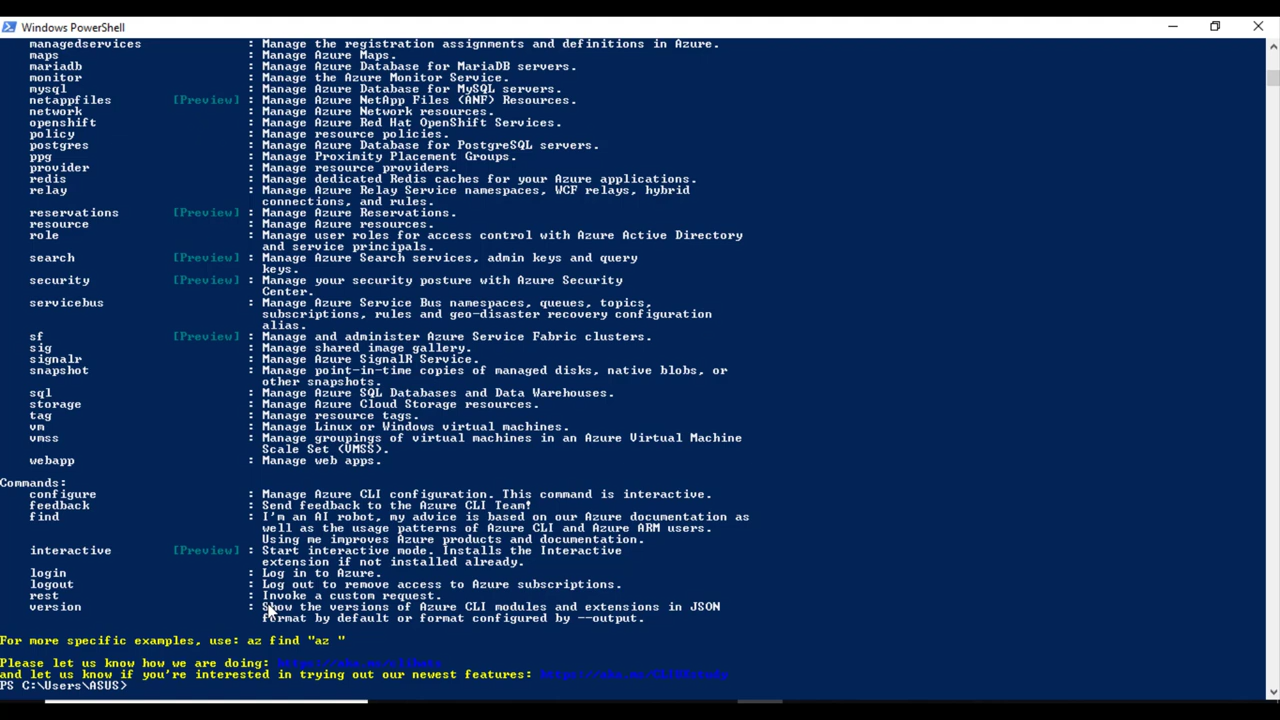 Windows PowerShell
managedservices : Manage the registration assignments and definitions in Azure.
maps : Manage Azure Maps.
mariadb : Manage Azure Database for MariaDB servers.
monitor : Manage the Azure Monitor Service.
mysql : Manage Azure Database for MySQL servers.
netappfiles [Preview] : Manage Azure NetApp Files (ANF) Resources.
network : Manage Azure Network resources.
openshift : Manage Azure Red Hat OpenShift Services.
policy : Manage resource policies.
postgres : Manage Azure Database for PostgreSQL servers.
ppg : Manage Proximity Placement Groups.
provider : Manage resource providers.
redis : Manage dedicated Redis caches for your Azure applications.
relay : Manage Azure Relay Service namespaces, WCF relays, hybrid
connections, and rules.
reservations [Preview] : Manage Azure Reservations.
resource : Manage Azure resources.
role : Manage user roles for access control with Azure Active Directory
and service principals.
search [Preview] : Manage Azure Search services, admin keys and query
keys.
security [Preview] : Manage your security posture with Azure Security
Center.
servicebus : Manage Azure Service Bus namespaces, queues, topics,
subscriptions, rules and geo-disaster recovery configuration
alias.
sf [Preview] : Manage and administer Azure Service Fabric clusters.
sig : Manage shared image gallery.
signalr : Manage Azure SignalR Service.
snapshot : Manage point-in-time copies of managed disks, native blobs, or
other snapshots.
sql : Manage Azure SQL Databases and Data Warehouses.
storage : Manage Azure Cloud Storage resources.
tag : Manage resource tags.
vm : Manage Linux or Windows virtual machines.
vmss : Manage groupings of virtual machines in an Azure Virtual Machine
Scale Set (VMSS).
webapp : Manage web apps.
Commands:
configure : Manage Azure CLI configuration. This command is interactive.
feedback : Send feedback to the Azure CLI Team!
find : I'm an AI robot, my advice is based on our Azure documentation as
well as the usage patterns of Azure CLI and Azure ARM users.
Using me improves Azure products and documentation.
interactive [Preview] : Start interactive mode. Installs the Interactive
extension if not installed already.
login : Log in to Azure.
logout : Log out to remove access to Azure subscriptions.
rest : Invoke a custom request.
version : Show the versions of Azure CLI modules and extensions in JSON
format by default or format configured by --output.
For more specific examples, use: az find "az "
Please let us know how we are doing:
and let us know if you're interested in trying out our newest features:
PS C:\Users\ASUS>